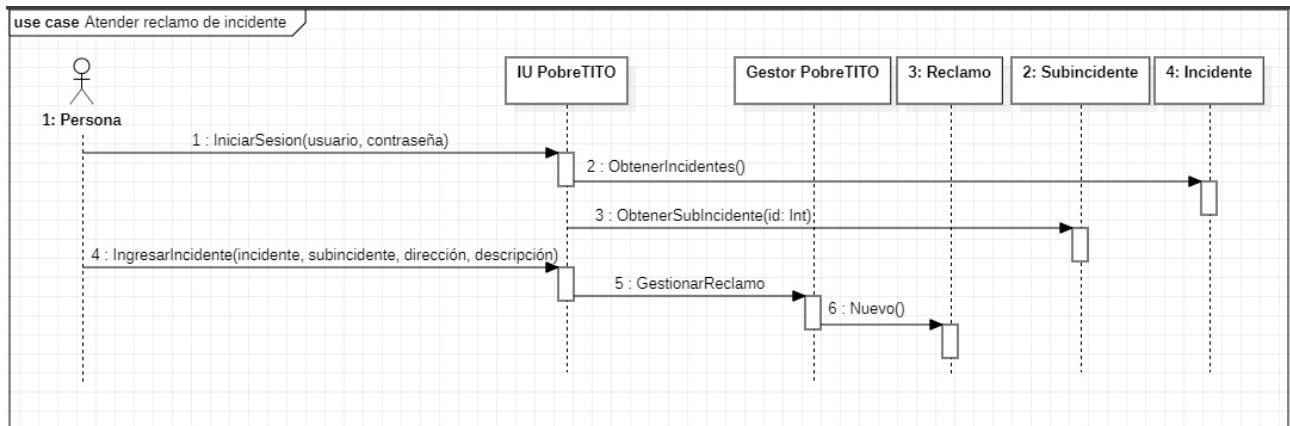 use case Atender reclamo de incidente
IU PobreTITO
Gestor PobreTITO
3: Reclamo
2: Subincidente
4: Incidente
1: Persona
1 : IniciarSesion(usuario, contraseña)
2 : ObtenerIncidentes()
3 : ObtenerSubIncidente(id: Int)
4 : IngresarIncidente(incidente, subincidente, dirección, descripción)
5 : GestionarReclamo
6 : Nuevo()